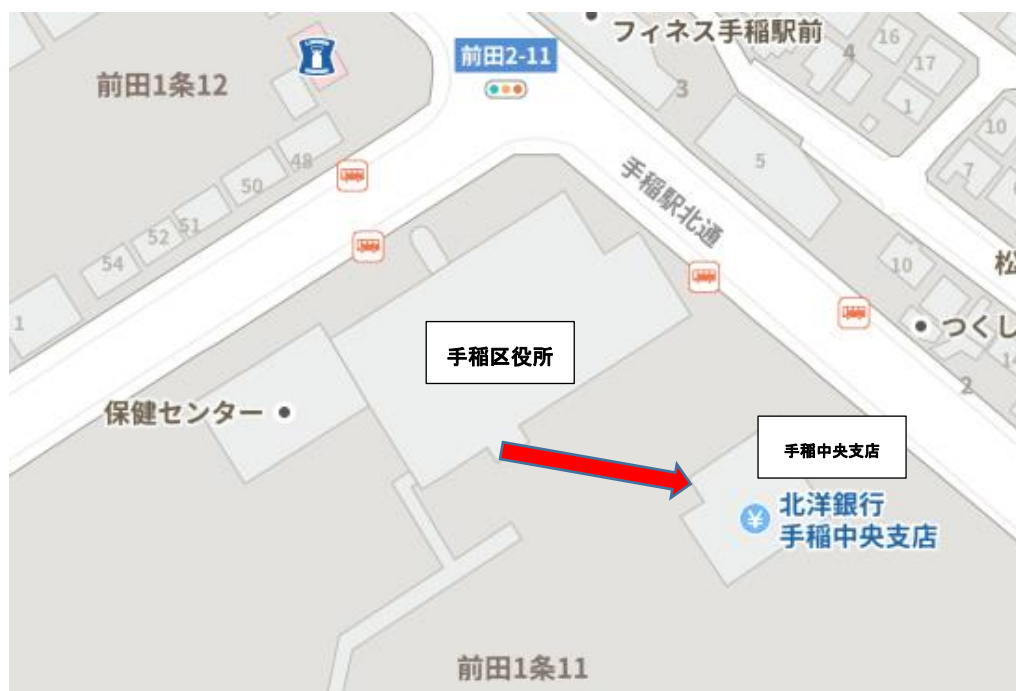 フィネス手稲駅前
前田2-11
前田1条12
4
16
17
3
1
10
5
7
48
50
51
52
54
1
手稲駅北通
10
松
つくし
14
2
手稲区役所
保健センター
手稲中央支店
¥
北洋銀行
手稲中央支店
前田1条11